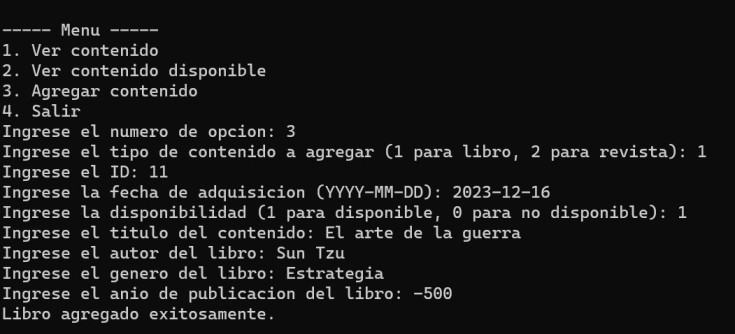 ----- Menu -----
1. Ver contenido
2. Ver contenido disponible
3. Agregar contenido
4. Salir
Ingrese el numero de opcion: 3
Ingrese el tipo de contenido a agregar (1 para libro, 2 para revista): 1
Ingrese el ID: 11
Ingrese la fecha de adquisicion (YYYY-MM-DD): 2023-12-16
Ingrese la disponibilidad (1 para disponible, 0 para no disponible): 1
Ingrese el titulo del contenido: El arte de la guerra
Ingrese el autor del libro: Sun Tzu
Ingrese el genero del libro: Estrategia
Ingrese el anio de publicacion del libro: -500
Libro agregado exitosamente.